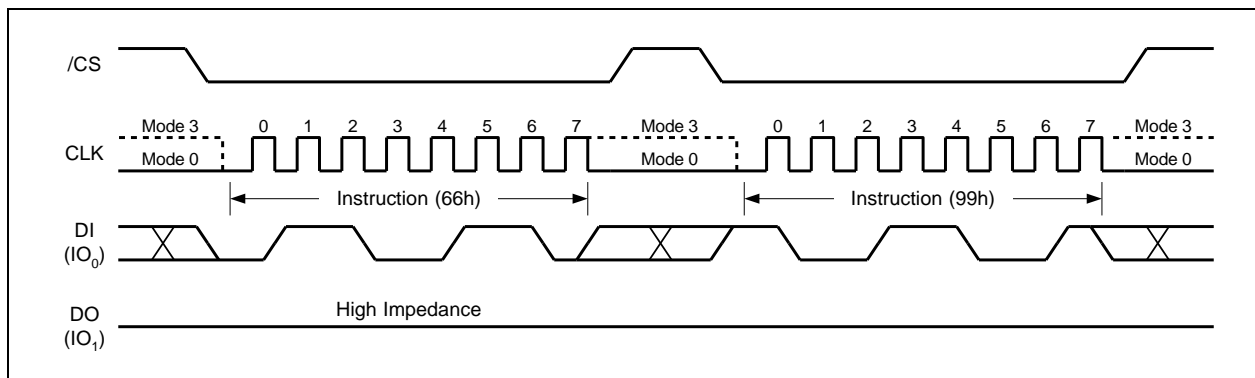 /CS
Mode 3 0 1 2 3 4 5 6 7 Mode 3 0 1 2 3 4 5 6 7 Mode 3
CLK
Mode 0 Mode 0 Mode 0
Instruction (66h) Instruction (99h)
DI
(IO0)
High Impedance
DO
(IO1)